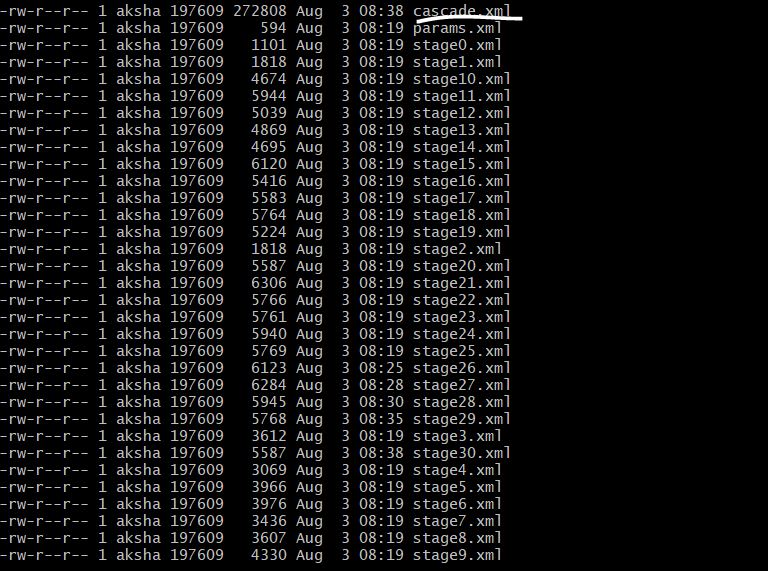 -rw-r--r-- 1 aksha 197609 272808 Aug  3 08:38 cascade.xml
-rw-r--r-- 1 aksha 197609    594 Aug  3 08:19 params.xml
-rw-r--r-- 1 aksha 197609   1101 Aug  3 08:19 stage0.xml
-rw-r--r-- 1 aksha 197609   1818 Aug  3 08:19 stage1.xml
-rw-r--r-- 1 aksha 197609   4674 Aug  3 08:19 stage10.xml
-rw-r--r-- 1 aksha 197609   5944 Aug  3 08:19 stage11.xml
-rw-r--r-- 1 aksha 197609   5039 Aug  3 08:19 stage12.xml
-rw-r--r-- 1 aksha 197609   4869 Aug  3 08:19 stage13.xml
-rw-r--r-- 1 aksha 197609   4695 Aug  3 08:19 stage14.xml
-rw-r--r-- 1 aksha 197609   6120 Aug  3 08:19 stage15.xml
-rw-r--r-- 1 aksha 197609   5416 Aug  3 08:19 stage16.xml
-rw-r--r-- 1 aksha 197609   5583 Aug  3 08:19 stage17.xml
-rw-r--r-- 1 aksha 197609   5764 Aug  3 08:19 stage18.xml
-rw-r--r-- 1 aksha 197609   5224 Aug  3 08:19 stage19.xml
-rw-r--r-- 1 aksha 197609   1818 Aug  3 08:19 stage2.xml
-rw-r--r-- 1 aksha 197609   5587 Aug  3 08:19 stage20.xml
-rw-r--r-- 1 aksha 197609   6306 Aug  3 08:19 stage21.xml
-rw-r--r-- 1 aksha 197609   5766 Aug  3 08:19 stage22.xml
-rw-r--r-- 1 aksha 197609   5761 Aug  3 08:19 stage23.xml
-rw-r--r-- 1 aksha 197609   5940 Aug  3 08:19 stage24.xml
-rw-r--r-- 1 aksha 197609   5769 Aug  3 08:19 stage25.xml
-rw-r--r-- 1 aksha 197609   6123 Aug  3 08:25 stage26.xml
-rw-r--r-- 1 aksha 197609   6284 Aug  3 08:28 stage27.xml
-rw-r--r-- 1 aksha 197609   5945 Aug  3 08:30 stage28.xml
-rw-r--r-- 1 aksha 197609   5768 Aug  3 08:35 stage29.xml
-rw-r--r-- 1 aksha 197609   3612 Aug  3 08:19 stage3.xml
-rw-r--r-- 1 aksha 197609   5587 Aug  3 08:38 stage30.xml
-rw-r--r-- 1 aksha 197609   3069 Aug  3 08:19 stage4.xml
-rw-r--r-- 1 aksha 197609   3966 Aug  3 08:19 stage5.xml
-rw-r--r-- 1 aksha 197609   3976 Aug  3 08:19 stage6.xml
-rw-r--r-- 1 aksha 197609   3436 Aug  3 08:19 stage7.xml
-rw-r--r-- 1 aksha 197609   3607 Aug  3 08:19 stage8.xml
-rw-r--r-- 1 aksha 197609   4330 Aug  3 08:19 stage9.xml